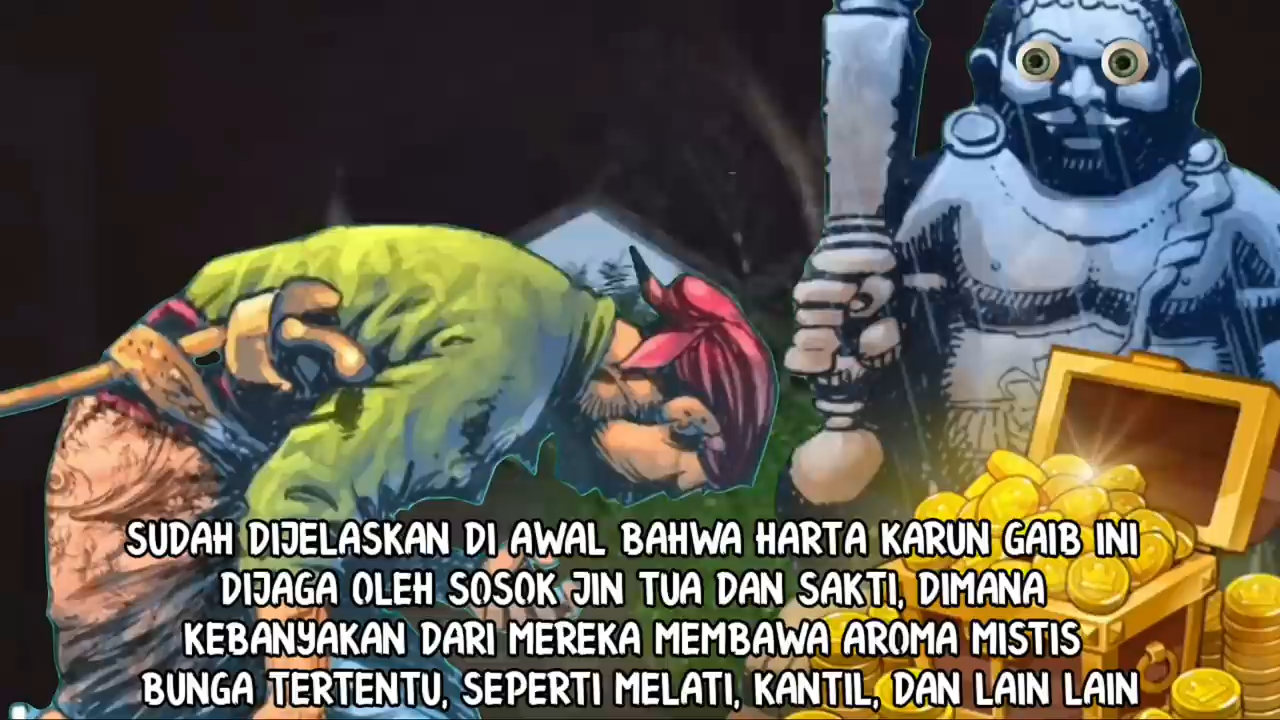 SUDAH DIJELASKAN DI AWAL BAHWA HARTA KARUN GAIB INI
DIJAGA OLEH SOSOK JIN TUA DAN SAKTI, DIMANA
KEBANYAKAN DARI MEREKA MEMBAWA AROMA MISTIS
BUNGA TERTENTU, SEPERTI MELATI, KANTIL, DAN LAIN LAIN